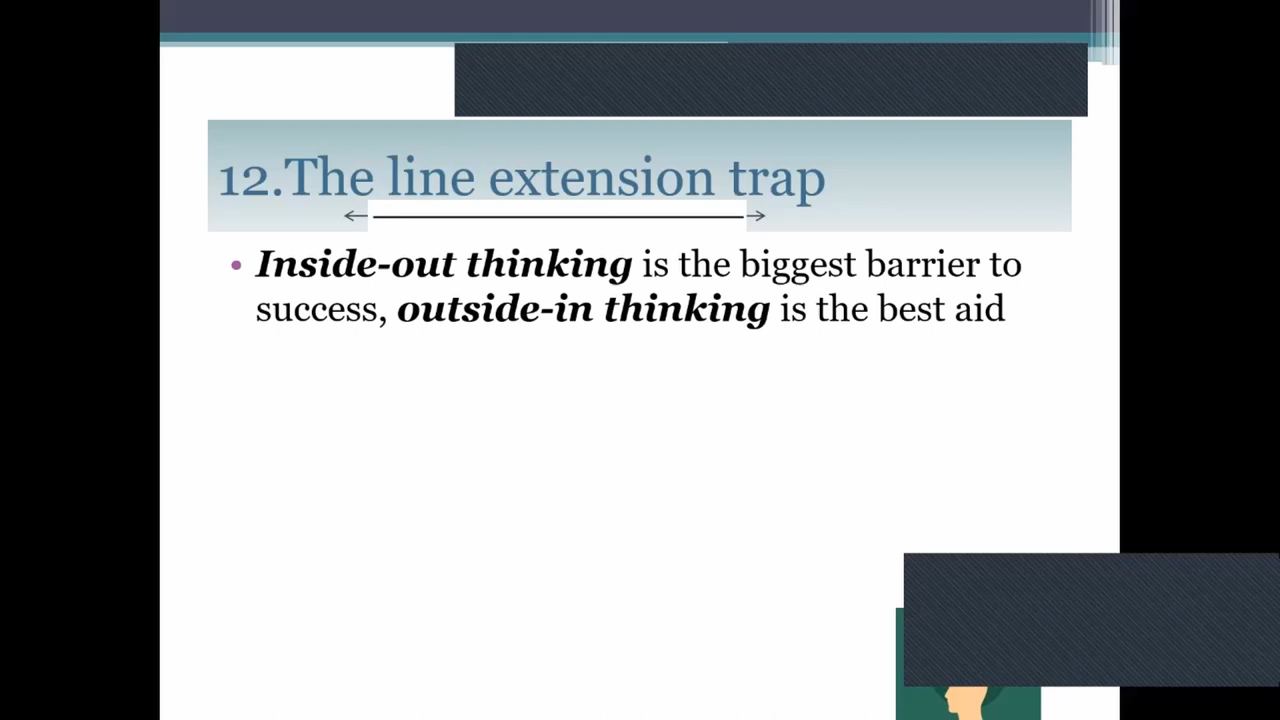 12.The line extension trap
• Inside-out thinking is the biggest barrier to
success, outside-in thinking is the best aid